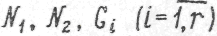 N₁, N₂, Gᵢ (i=1,r̅)